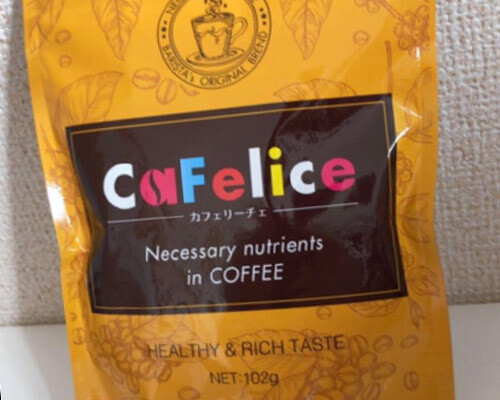 BARISTA's ORIGINAL BREND
CaFelice
カフェリーチェ
Necessary nutrients
in COFFEE
HEALTHY & RICH TASTE
NET:102g